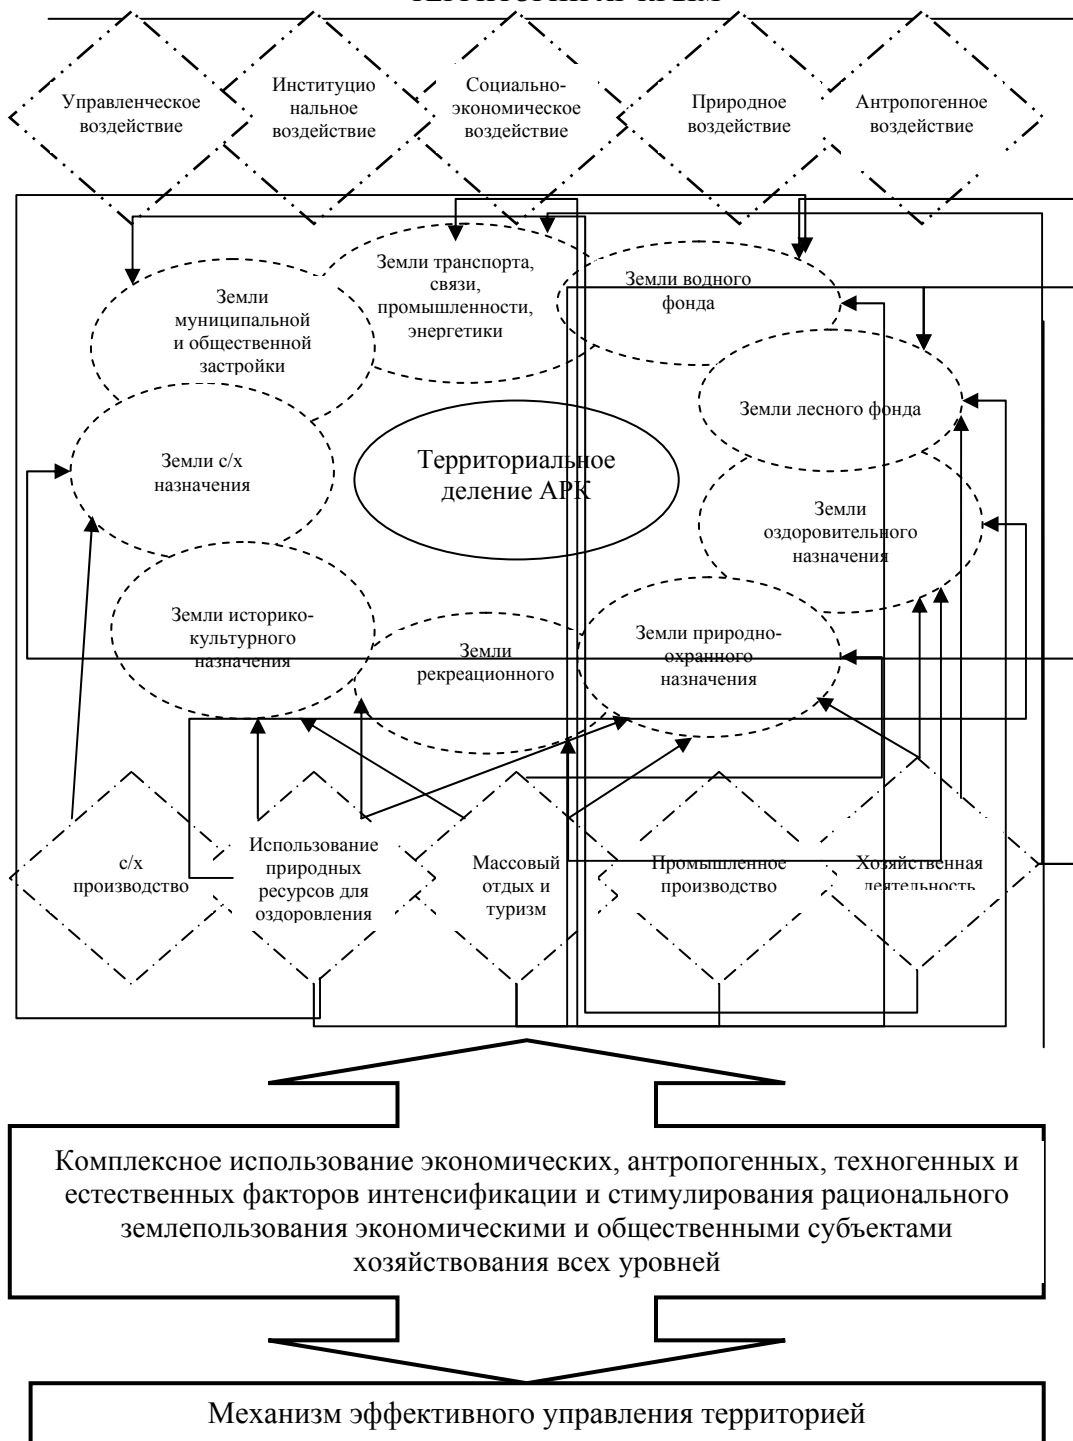 Управленческое
воздействие
Институцио
нальное
воздействие
Социально-
экономическое
воздействие
Природное
воздействие
Антропогенное
воздействие
Земли транспорта,
связи,
промышленности,
энергетики
Земли водного
фонда
Земли
муниципальной
и общественной
застройки
Земли лесного фонда
Территориальное
деление АРК
Земли с/х
назначения
Земли
оздоровительного
назначения
Земли историко-
культурного
назначения
Земли
рекреационного
Земли природно-
охранного
назначения
с/х
производство
Использование
природных
ресурсов для
оздоровления
Массовый
отдых и
туризм
Промышленное
производство
Хозяйственная
деятельность
Комплексное использование экономических, антропогенных, техногенных и
естественных факторов интенсификации и стимулирования рационального
землепользования экономическими и общественными субъектами
хозяйствования всех уровней
Механизм эффективного управления территорией